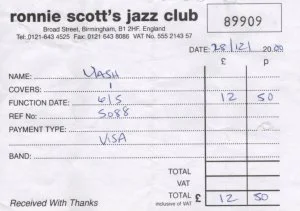 ronnie scott's jazz club
Broad Street, Birmingham, B1 2HF. England
Tel: 0121-643 4525 Fax: 0121 643 8086 VAT No. 555 2143 57
89909
DATE: 28/12/ 20.00
£ p
NAME: MASH
COVERS: 1
FUNCTION DATE: 6/5 12 50
REF No: 5088
PAYMENT TYPE: VISA
BAND:
TOTAL
VAT
TOTAL inclusive of VAT £ 12 50
Received With Thanks